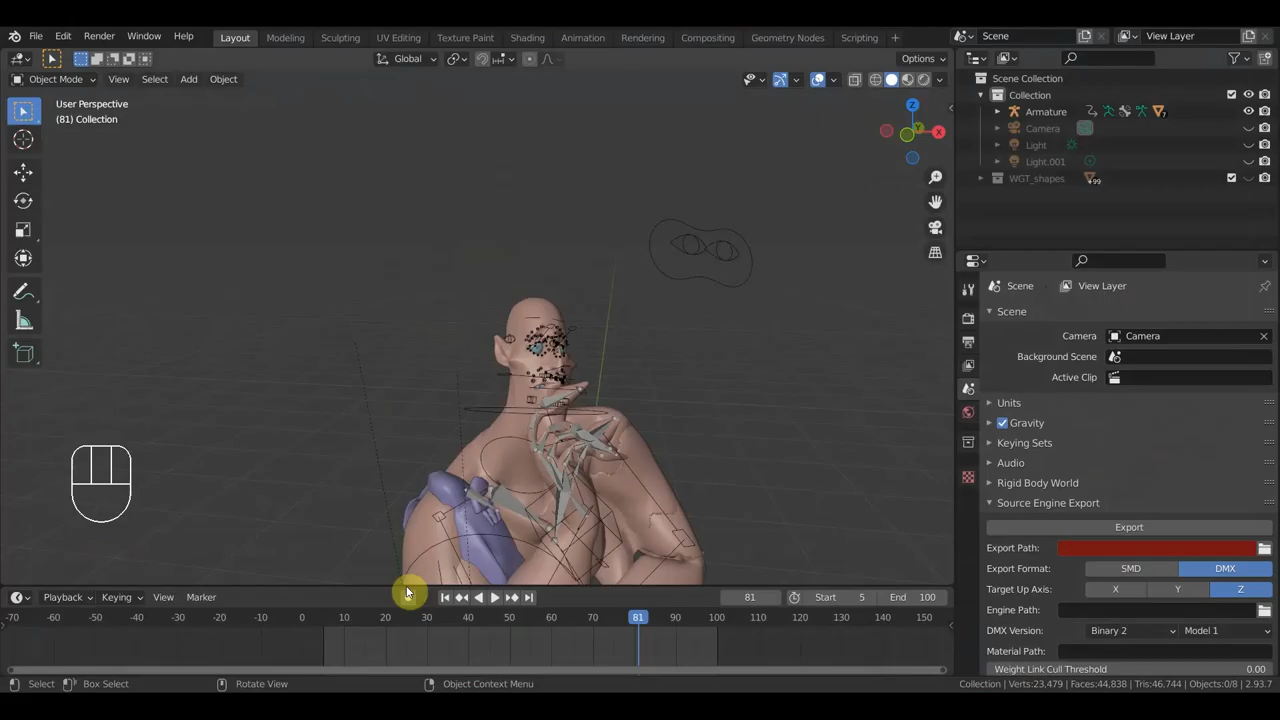 File Edit Render Window Help Layout Modeling Sculpting UV Editing Texture Paint Shading Animation Rendering Compositing Geometry Nodes Scripting Scene View Layer
Global Options
Object Mode View Select Add Object
User Perspective
(81) Collection
Z
Y
X
Scene Collection
Collection
Armature 7
Camera
Light
Light.001
WGT_shapes 99
Scene View Layer
Scene
Camera Camera
Background Scene
Active Clip
Units
Gravity
Keying Sets
Audio
Rigid Body World
Source Engine Export
Export
Export Path:
Export Format: SMD DMX
Target Up Axis: X Y Z
Engine Path:
DMX Version: Binary 2 Model 1
Material Path:
Weight Link Cull Threshold 0.00
Playback Keying View Marker 81 Start 5 End 100
-70 -60 -50 -40 -30 -20 -10 0 10 20 30 40 50 60 70 81 90 100 110 120 130 140 150
Select Box Select Rotate View Object Context Menu Collection | Verts:23,479 | Faces:44,838 | Tris:46,744 | Objects:0/8 | 2.93.7